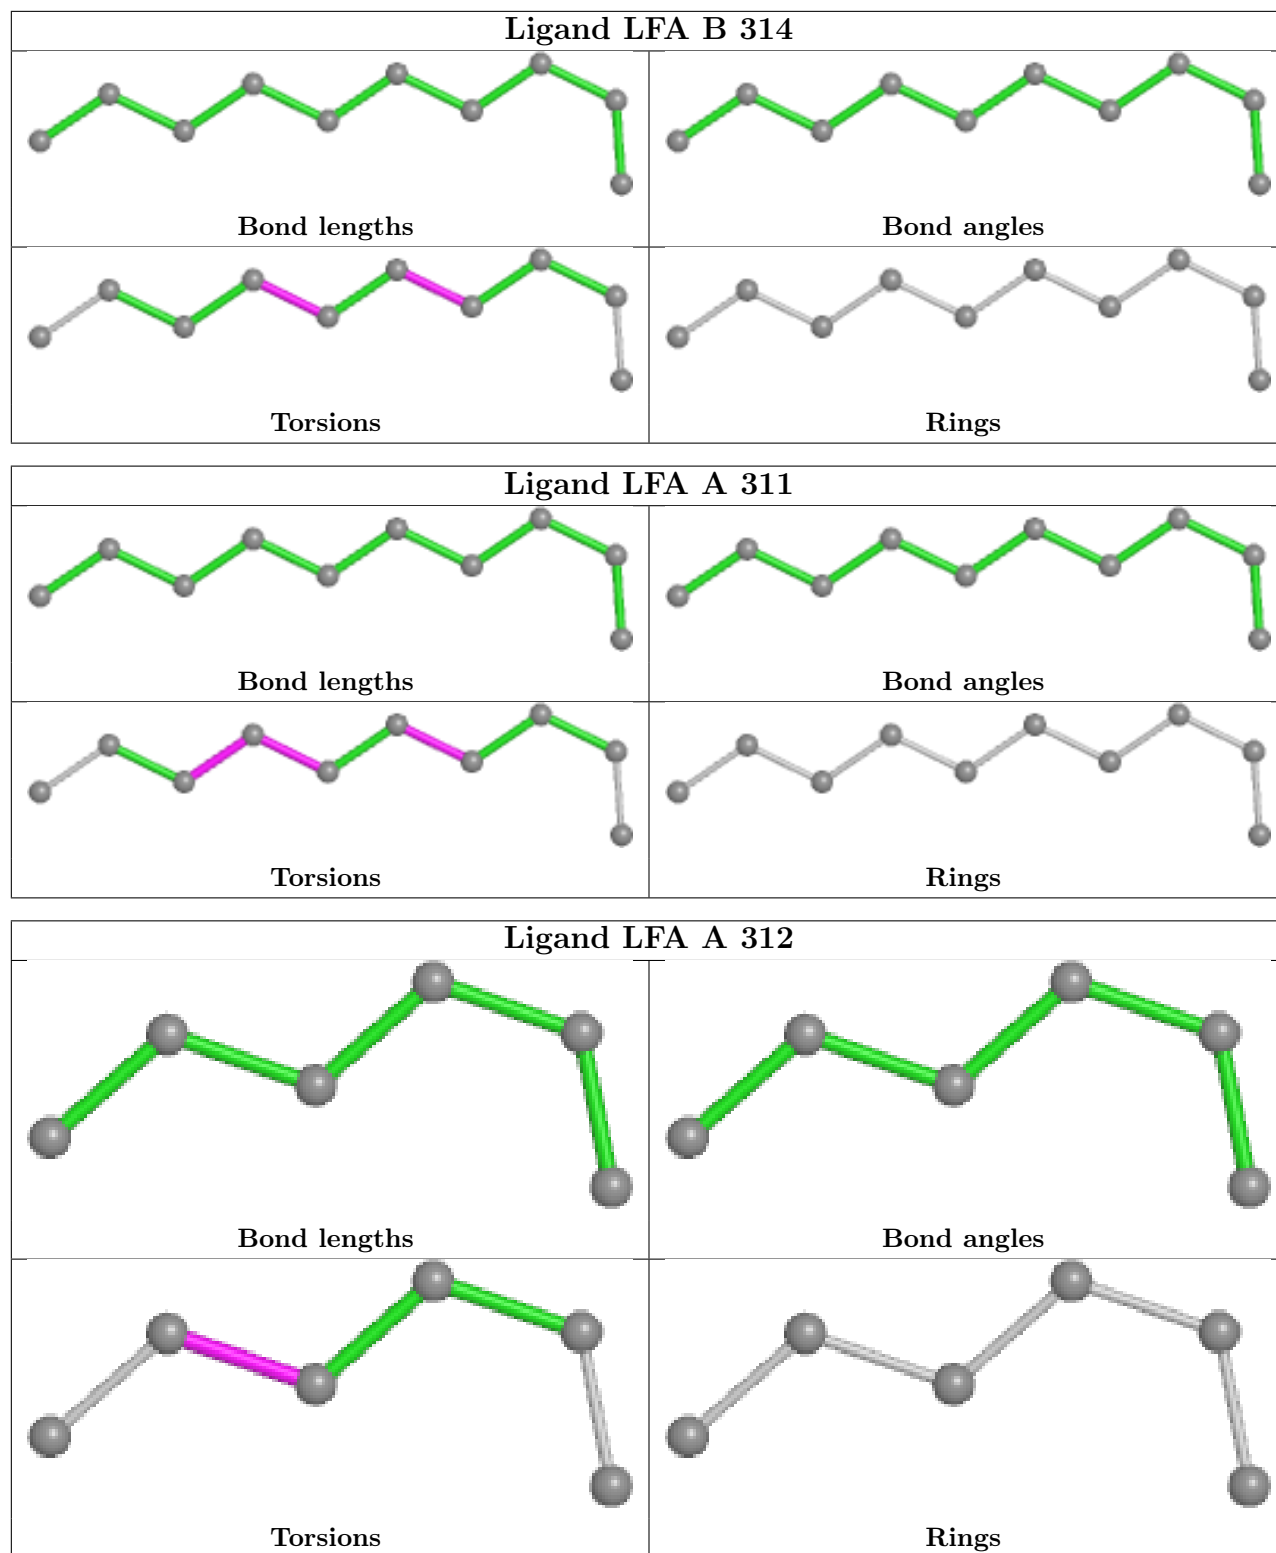 Ligand LFA B 314
Bond lengths
Bond angles
Torsions
Rings
Ligand LFA A 311
Bond lengths
Bond angles
Torsions
Rings
Ligand LFA A 312
Bond lengths
Bond angles
Torsions
Rings